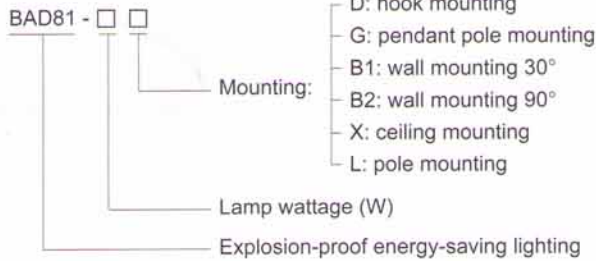 D: hook mounting
BAD81 - □ □
G: pendant pole mounting
B1: wall mounting 30°
Mounting:
B2: wall mounting 90°
X: ceiling mounting
L: pole mounting
Lamp wattage (W)
Explosion-proof energy-saving lighting